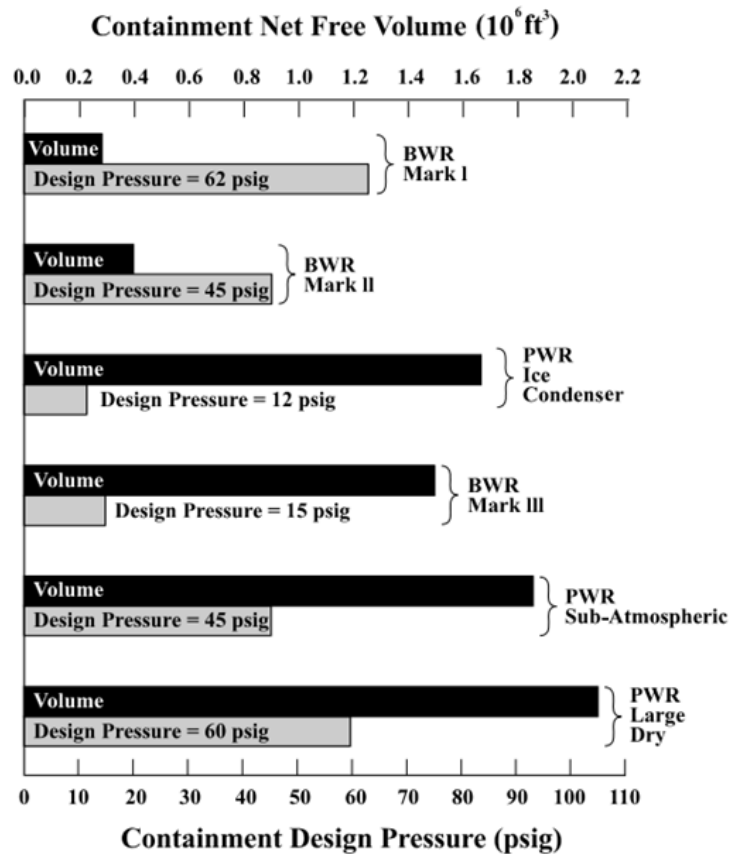 Containment Net Free Volume (10⁶ft³)
0.0 0.2 0.4 0.6 0.8 1.0 1.2 1.4 1.6 1.8 2.0 2.2
Volume
Design Pressure = 62 psig
BWR
Mark l
Volume
Design Pressure = 45 psig
BWR
Mark ll
Volume
Design Pressure = 12 psig
PWR
Ice
Condenser
Volume
Design Pressure = 15 psig
BWR
Mark lll
Volume
Design Pressure = 45 psig
PWR
Sub-Atmospheric
Volume
Design Pressure = 60 psig
PWR
Large
Dry
0 10 20 30 40 50 60 70 80 90 100 110
Containment Design Pressure (psig)